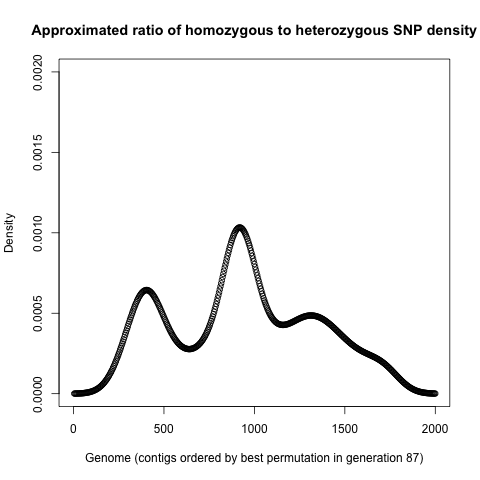 Approximated ratio of homozygous to heterozygous SNP density
Density
0.0020
0.0015
0.0010
0.0005
0.0000
0 500 1000 1500 2000
Genome (contigs ordered by best permutation in generation 87)